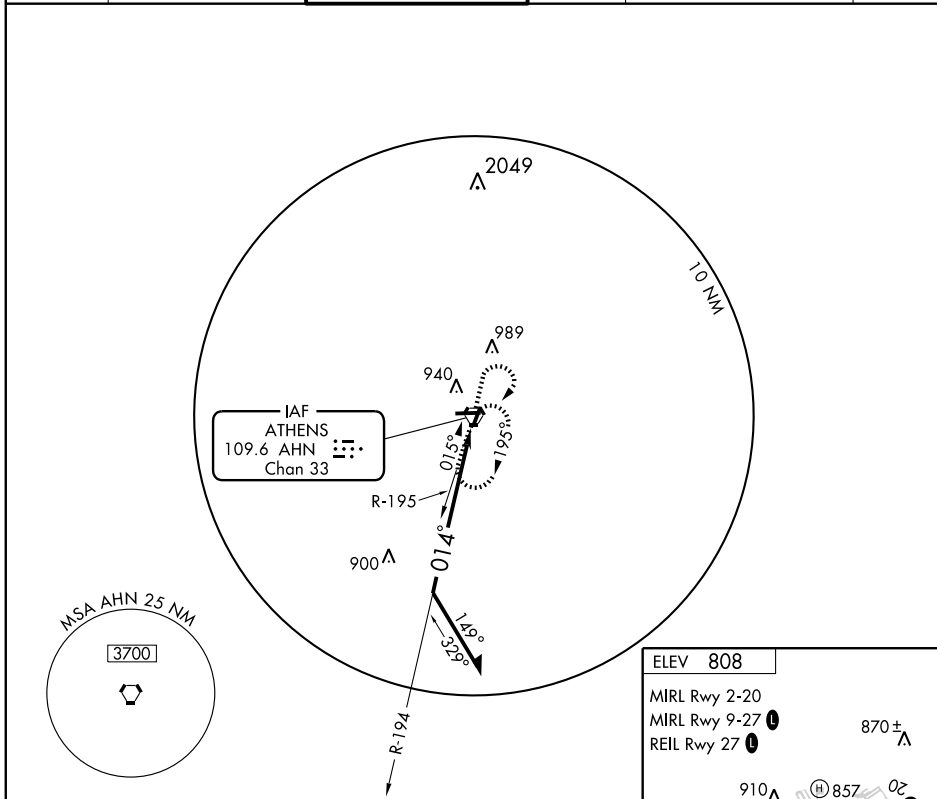 2049
10 NM
989
940
IAF
ATHENS
109.6 AHN
Chan 33
015°
195°
R-195
014°
900
149°
329°
MSA AHN 25 NM
3700
R-194
ELEV 808
MIRL Rwy 2-20
MIRL Rwy 9-27 L
REIL Rwy 27 L
870±
910
H 857
20